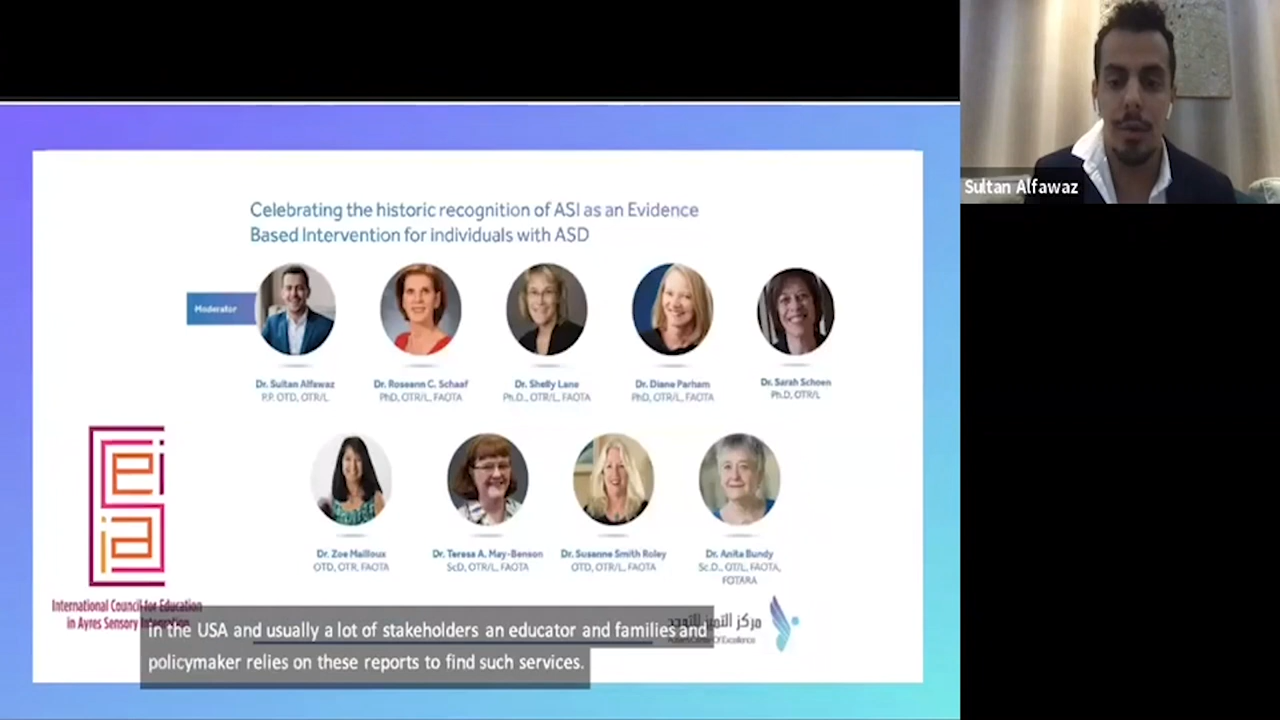 Sultan Alfawaz
Celebrating the historic recognition of ASI as an Evidence
Based Intervention for individuals with ASD
Moderator
Dr. Sultan Alfawaz
P.P. OTD, OTR/L
Dr. Roseann C. Schaaf
PhD, OTR/L, FAOTA
Dr. Shelly Lane
Ph.D., OTR/L, FAOTA
Dr. Diane Parham
PhD, OTR/L, FAOTA
Dr. Sarah Schoen
Ph.D, OTR/L
Dr. Zoe Mailloux
OTD, OTR, FAOTA
Dr. Teresa A. May-Benson
ScD, OTR/L, FAOTA
Dr. Susanne Smith Roley
OTD, OTR/L, FAOTA
Dr. Anita Bundy
Sc.D., OT/L, FAOTA,
FOTARA
International Council for Education
in Ayres Sensory Integration
مركز التميز للتوحد
Of Excellence
In the USA and usually a lot of stakeholders an educator and families and
policymaker relies on these reports to find such services.